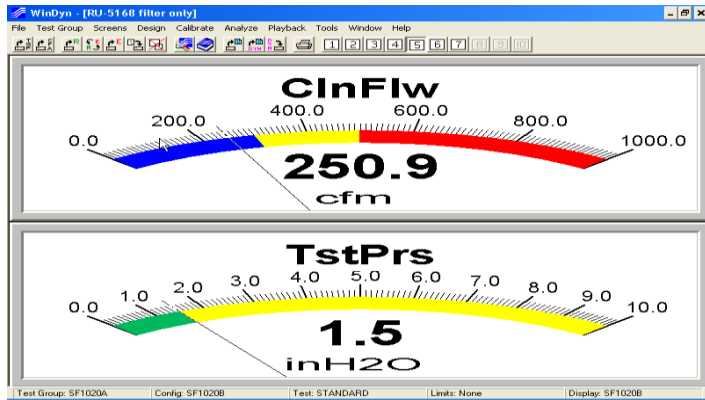 WinDyn - [RU-5168 filter only]
File Test Group Screens Design Calibrate Analyze Playback Tools Window Help
1 2 3 4 5 6 7 8 9 10
ClnFlw
0.0 200.0 400.0 600.0 800.0 1000.0
250.9
cfm
TstPrs
0.0 1.0 2.0 3.0 4.0 5.0 6.0 7.0 8.0 9.0 10.0
1.5
inH2O
Test Group: SF1020A Config: SF1020B Test: STANDARD Limits: None Display: SF1020B